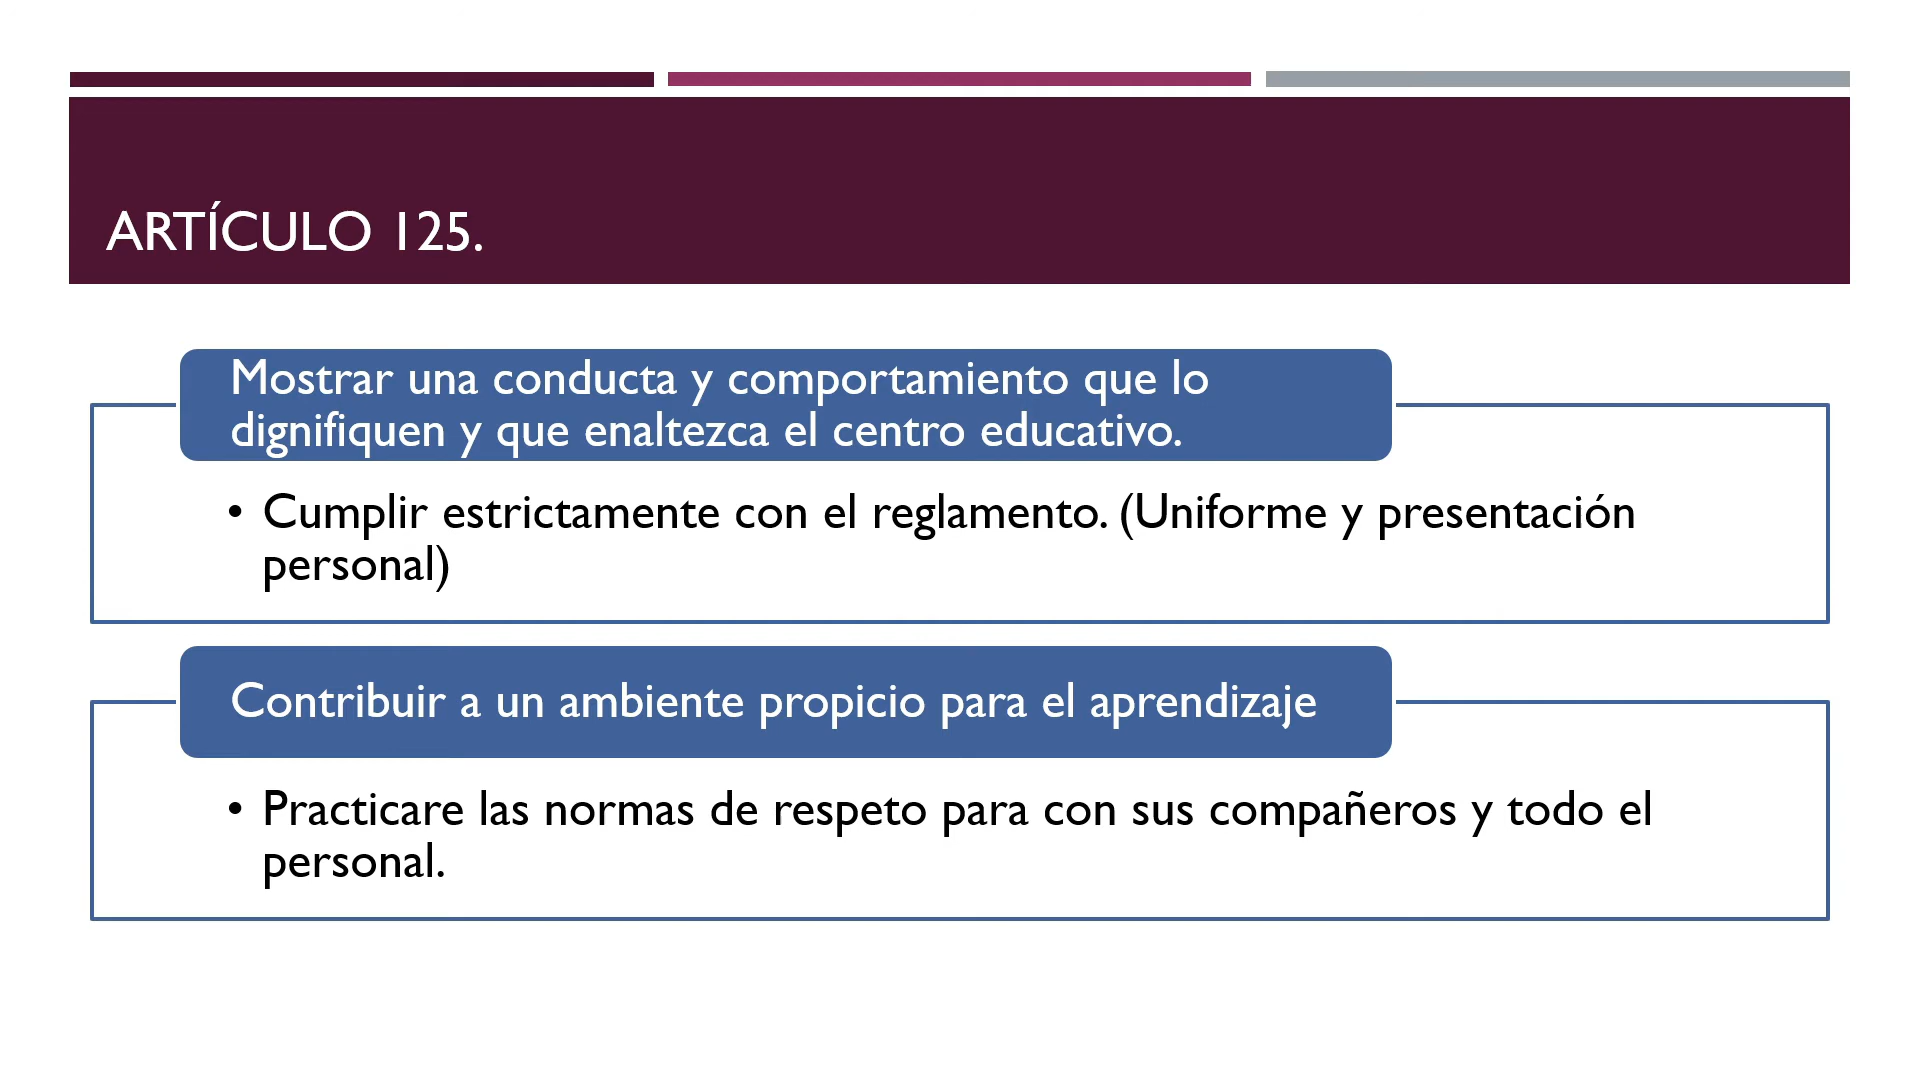 ARTÍCULO 125.
Mostrar una conducta y comportamiento que lo
dignifiquen y que enaltezca el centro educativo.
• Cumplir estrictamente con el reglamento. (Uniforme y presentación
personal)
Contribuir a un ambiente propicio para el aprendizaje
• Practicare las normas de respeto para con sus compañeros y todo el
personal.